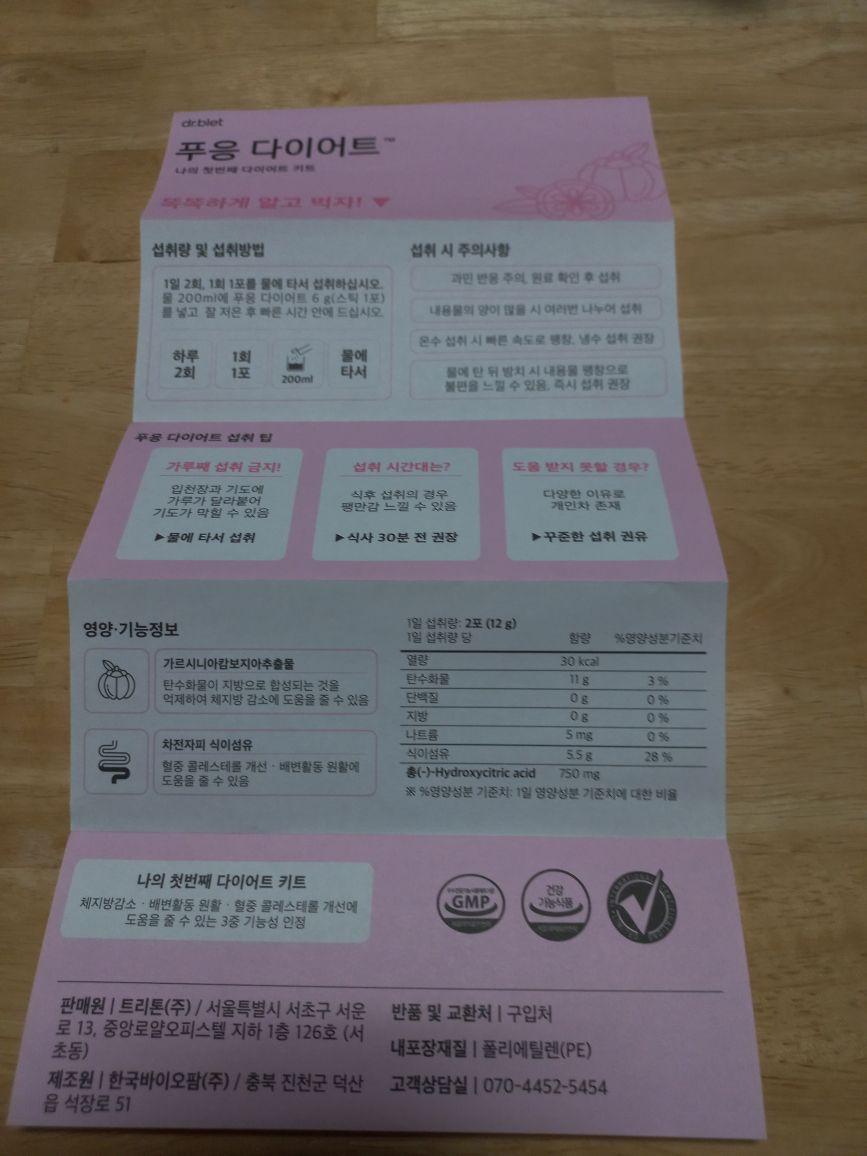 dr.blet
푸응 다이어트™
나의 첫번째 다이어트 키트
똑똑하게 알고 먹자! ▼
섭취량 및 섭취방법
1일 2회, 1회 1포를 물에 타서 섭취하십시오.
물 200ml에 푸응 다이어트 6 g(스틱 1포)
를 넣고 잘 저은 후 빠른 시간 안에 드십시오.
하루
2회
1회
1포
200ml
물에
타서
섭취 시 주의사항
과민 반응 주의, 원료 확인 후 섭취
내용물의 양이 많을 시 여러번 나누어 섭취
온수 섭취 시 빠른 속도로 팽창, 냉수 섭취 권장
물에 탄 뒤 방치 시 내용물 팽창으로
불편을 느낄 수 있음, 즉시 섭취 권장
푸응 다이어트 섭취 팁
가루째 섭취 금지!
입천장과 기도에
가루가 달라붙어
기도가 막힐 수 있음
▶물에 타서 섭취
섭취 시간대는?
식후 섭취의 경우
팽만감 느낄 수 있음
▶식사 30분 전 권장
도움 받지 못할 경우?
다양한 이유로
개인차 존재
▶꾸준한 섭취 권유
영양·기능정보
가르시니아캄보지아추출물
탄수화물이 지방으로 합성되는 것을
억제하여 체지방 감소에 도움을 줄 수 있음
차전자피 식이섬유
혈중 콜레스테롤 개선 · 배변활동 원활에
도움을 줄 수 있음
1일 섭취량: 2포 (12 g)
1일 섭취량 당 함량 %영양성분기준치
열량 30 kcal
탄수화물 11 g 3 %
단백질 0 g 0 %
지방 0 g 0 %
나트륨 5 mg 0 %
식이섬유 5.5 g 28 %
총(-)-Hydroxycitric acid 750 mg
※ %영양성분 기준치: 1일 영양성분 기준치에 대한 비율
나의 첫번째 다이어트 키트
체지방감소 · 배변활동 원활 · 혈중 콜레스테롤 개선에
도움을 줄 수 있는 3중 기능성 인정
GMP
건강
기능식품
판매원 | 트리톤(주) / 서울특별시 서초구 서운
로 13, 중앙로얄오피스텔 지하 1층 126호 (서
초동)
제조원 | 한국바이오팜(주) / 충북 진천군 덕산
읍 석장로 51
반품 및 교환처 | 구입처
내포장재질 | 폴리에틸렌(PE)
고객상담실 | 070-4452-5454